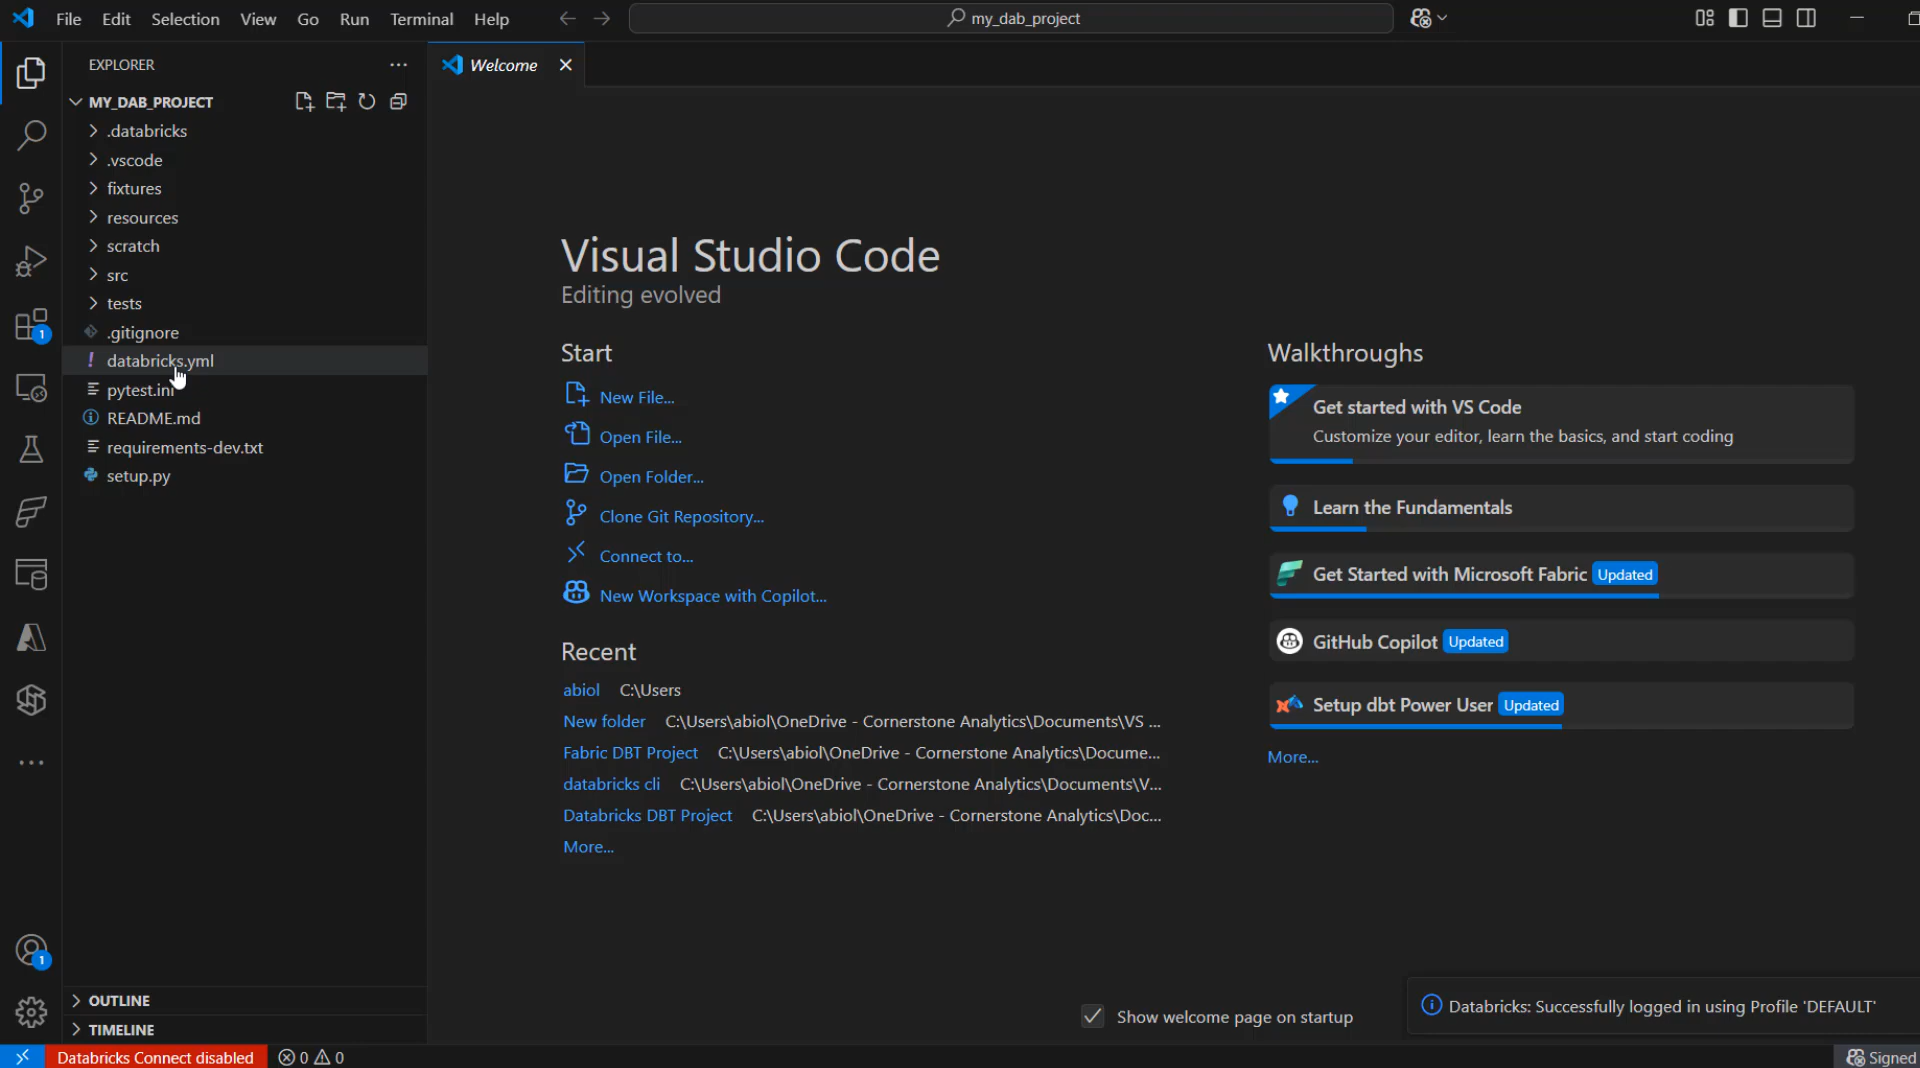 File Edit Selection View Go Run Terminal Help
my_dab_project
EXPLORER
MY_DAB_PROJECT
.databricks
.vscode
fixtures
resources
scratch
src
tests
.gitignore
databricks.yml
pytest.ini
README.md
requirements-dev.txt
setup.py
OUTLINE
TIMELINE
1
1
Welcome
Visual Studio Code
Editing evolved
Start
New File...
Open File...
Open Folder...
Clone Git Repository...
Connect to...
New Workspace with Copilot...
Recent
abiol C:\Users
New folder C:\Users\abiol\OneDrive - Cornerstone Analytics\Documents\VS ...
Fabric DBT Project C:\Users\abiol\OneDrive - Cornerstone Analytics\Docume...
databricks cli C:\Users\abiol\OneDrive - Cornerstone Analytics\Documents\V...
Databricks DBT Project C:\Users\abiol\OneDrive - Cornerstone Analytics\Doc...
More...
Walkthroughs
Get started with VS Code
Customize your editor, learn the basics, and start coding
Learn the Fundamentals
Get Started with Microsoft Fabric Updated
GitHub Copilot Updated
Setup dbt Power User Updated
More...
Show welcome page on startup
Databricks: Successfully logged in using Profile 'DEFAULT'
Databricks Connect disabled 0 0
Signed